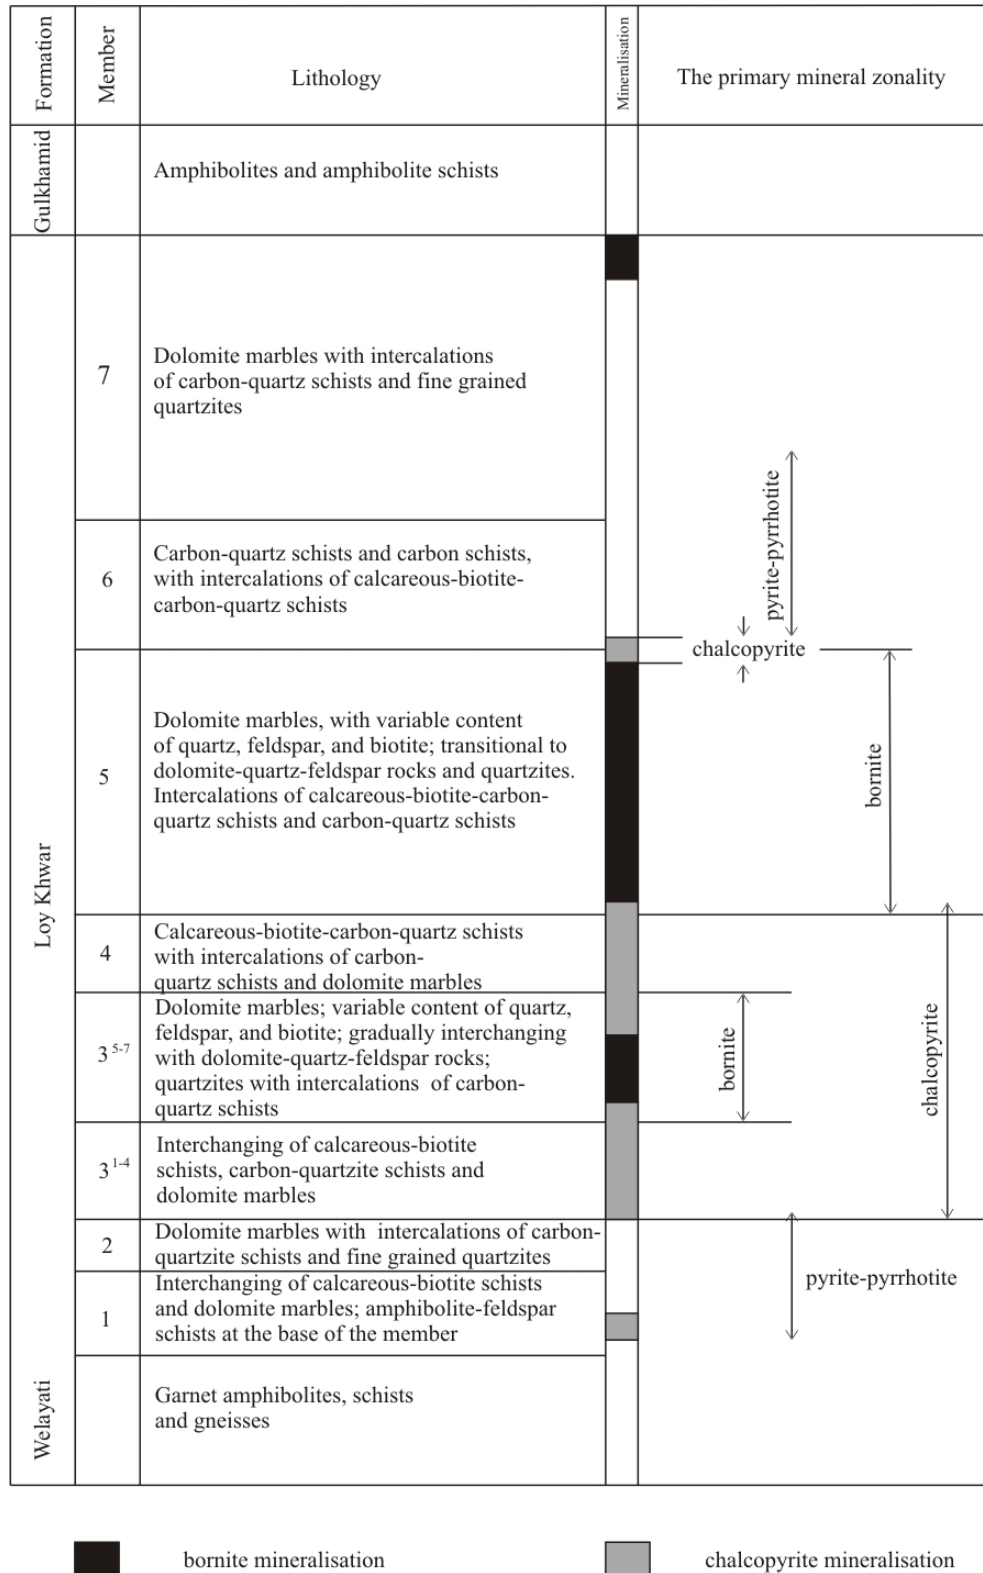 Formation
Member
Lithology
Mineralisation
The primary mineral zonality
Gulkhamid
Amphibolites and amphibolite schists
Loy Khwar
7
Dolomite marbles with intercalations
of carbon-quartz schists and fine grained
quartzites
pyrite-pyrrhotite
6
Carbon-quartz schists and carbon schists,
with intercalations of calcareous-biotite-
carbon-quartz schists
chalcopyrite
5
Dolomite marbles, with variable content
of quartz, feldspar, and biotite; transitional to
dolomite-quartz-feldspar rocks and quartzites.
Intercalations of calcareous-biotite-carbon-
quartz schists and carbon-quartz schists
bornite
4
Calcareous-biotite-carbon-quartz schists
with intercalations of carbon-
quartz schists and dolomite marbles
3 5-7
Dolomite marbles; variable content of quartz,
feldspar, and biotite; gradually interchanging
with dolomite-quartz-feldspar rocks;
quartzites with intercalations of carbon-
quartz schists
bornite
chalcopyrite
3 1-4
Interchanging of calcareous-biotite
schists, carbon-quartzite schists and
dolomite marbles
2
Dolomite marbles with intercalations of carbon-
quartzite schists and fine grained quartzites
1
Interchanging of calcareous-biotite schists
and dolomite marbles; amphibolite-feldspar
schists at the base of the member
pyrite-pyrrhotite
Welayati
Garnet amphibolites, schists
and gneisses
bornite mineralisation
chalcopyrite mineralisation